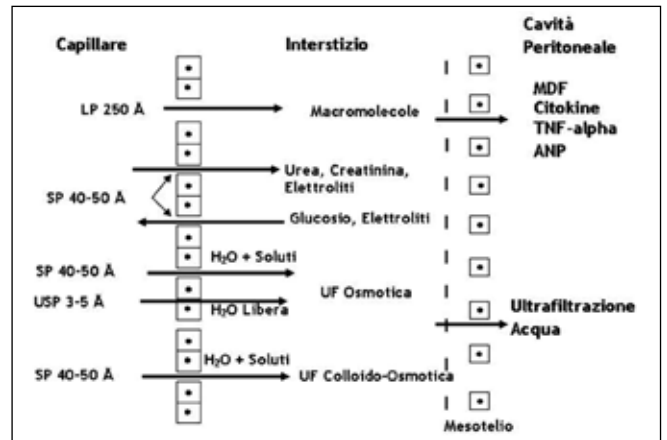 Capillare
Interstizio
Cavità
Peritoneale
LP 250 Å
Macromolecole
MDF
Citokine
TNF-alpha
ANP
Urea, Creatinina,
Elettroliti
SP 40-50 Å
Glucosio, Elettroliti
H₂O + Soluti
SP 40-50 Å
UF Osmotica
USP 3-5 Å
H₂O Libera
Ultrafiltrazione
Acqua
H₂O + Soluti
SP 40-50 Å
UF Colloido-Osmotica
Mesotelio